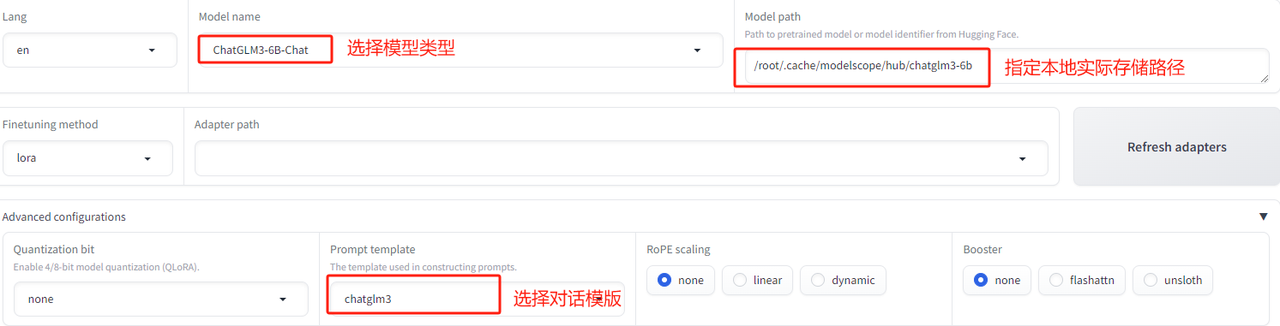 Lang
en
Model name
ChatGLM3-6B-Chat
选择模型类型
Model path
Path to pretrained model or model identifier from Hugging Face.
/root/.cache/modelscope/hub/chatglm3-6b
指定本地实际存储路径
Finetuning method
lora
Adapter path
Refresh adapters
Advanced configurations
Quantization bit
Enable 4/8-bit model quantization (QLoRA).
none
Prompt template
The template used in constructing prompts.
chatglm3
选择对话模版
RoPE scaling
none linear dynamic
Booster
none flashattn unsloth